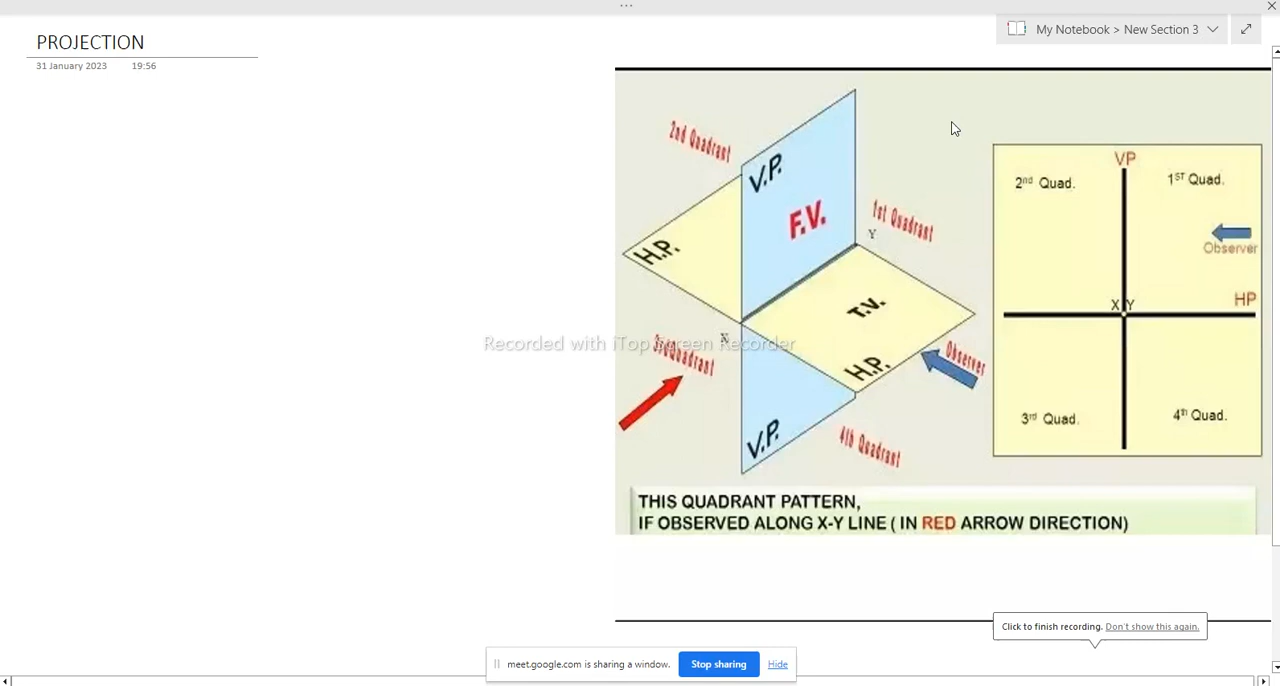 My Notebook > New Section 3
PROJECTION
31 January 2023 19:56
2nd Quadrant
V.P.
F.V.
H.P.
1st Quadrant
Y
T.V.
X
H.P.
Observer
3rd Quadrant
V.P.
4th Quadrant
VP
2nd Quad.
1ST Quad.
Observer
X Y
HP
3rd Quad.
4th Quad.
Recorded with iTop Screen Recorder
THIS QUADRANT PATTERN,
IF OBSERVED ALONG X-Y LINE ( IN RED ARROW DIRECTION)
Click to finish recording. Don't show this again.
meet.google.com is sharing a window. Stop sharing Hide